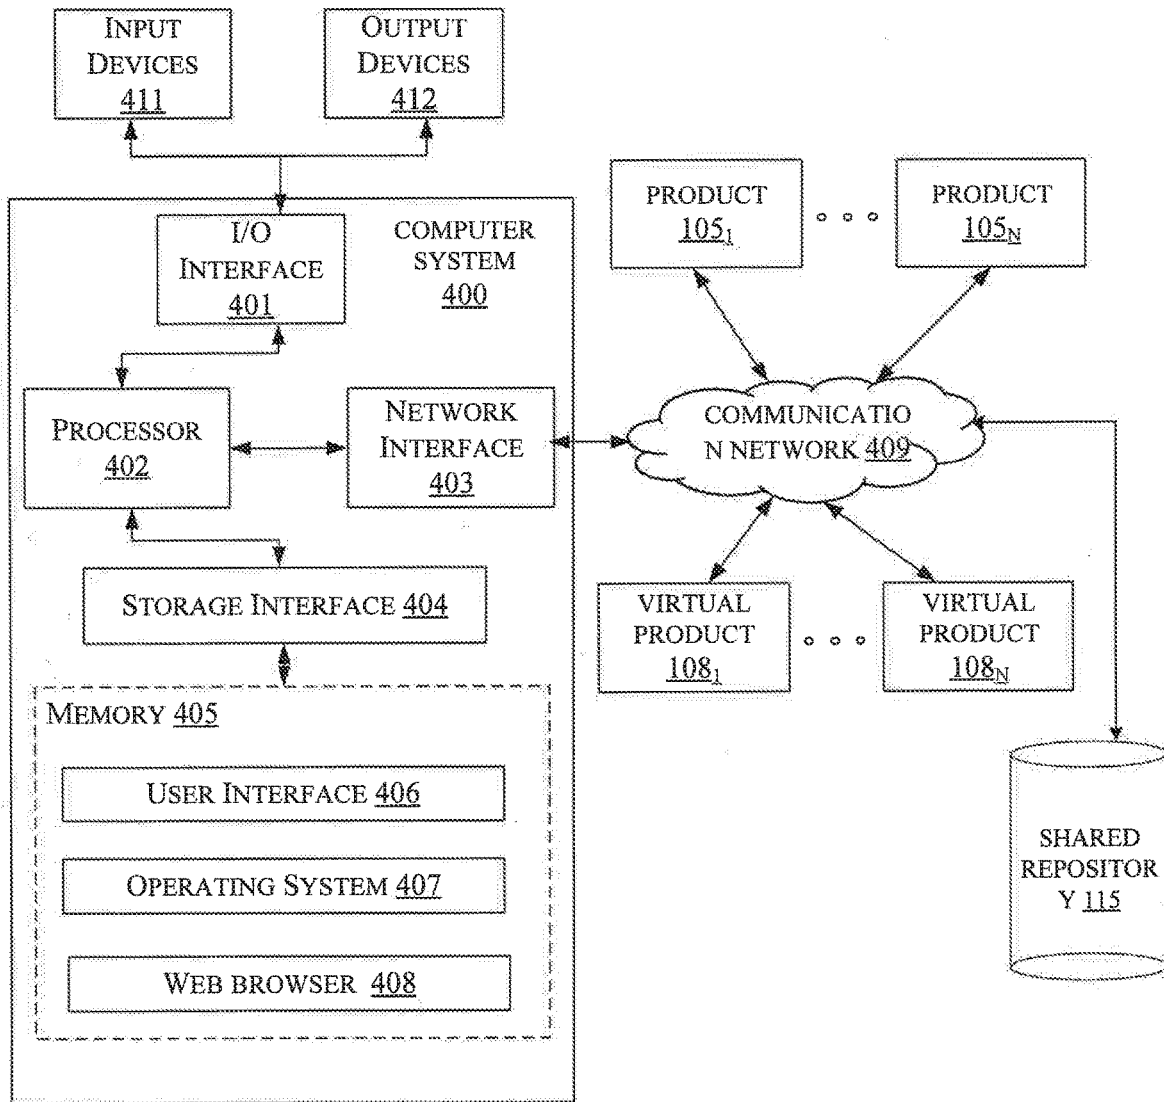 INPUT
DEVICES
411
OUTPUT
DEVICES
412
I/O
INTERFACE
401
COMPUTER
SYSTEM
400
PRODUCT
105₁
PRODUCT
105N
PROCESSOR
402
NETWORK
INTERFACE
403
COMMUNICATIO
N NETWORK 409
STORAGE INTERFACE 404
VIRTUAL
PRODUCT
108₁
VIRTUAL
PRODUCT
108N
MEMORY 405
USER INTERFACE 406
OPERATING SYSTEM 407
WEB BROWSER 408
SHARED
REPOSITOR
Y 115